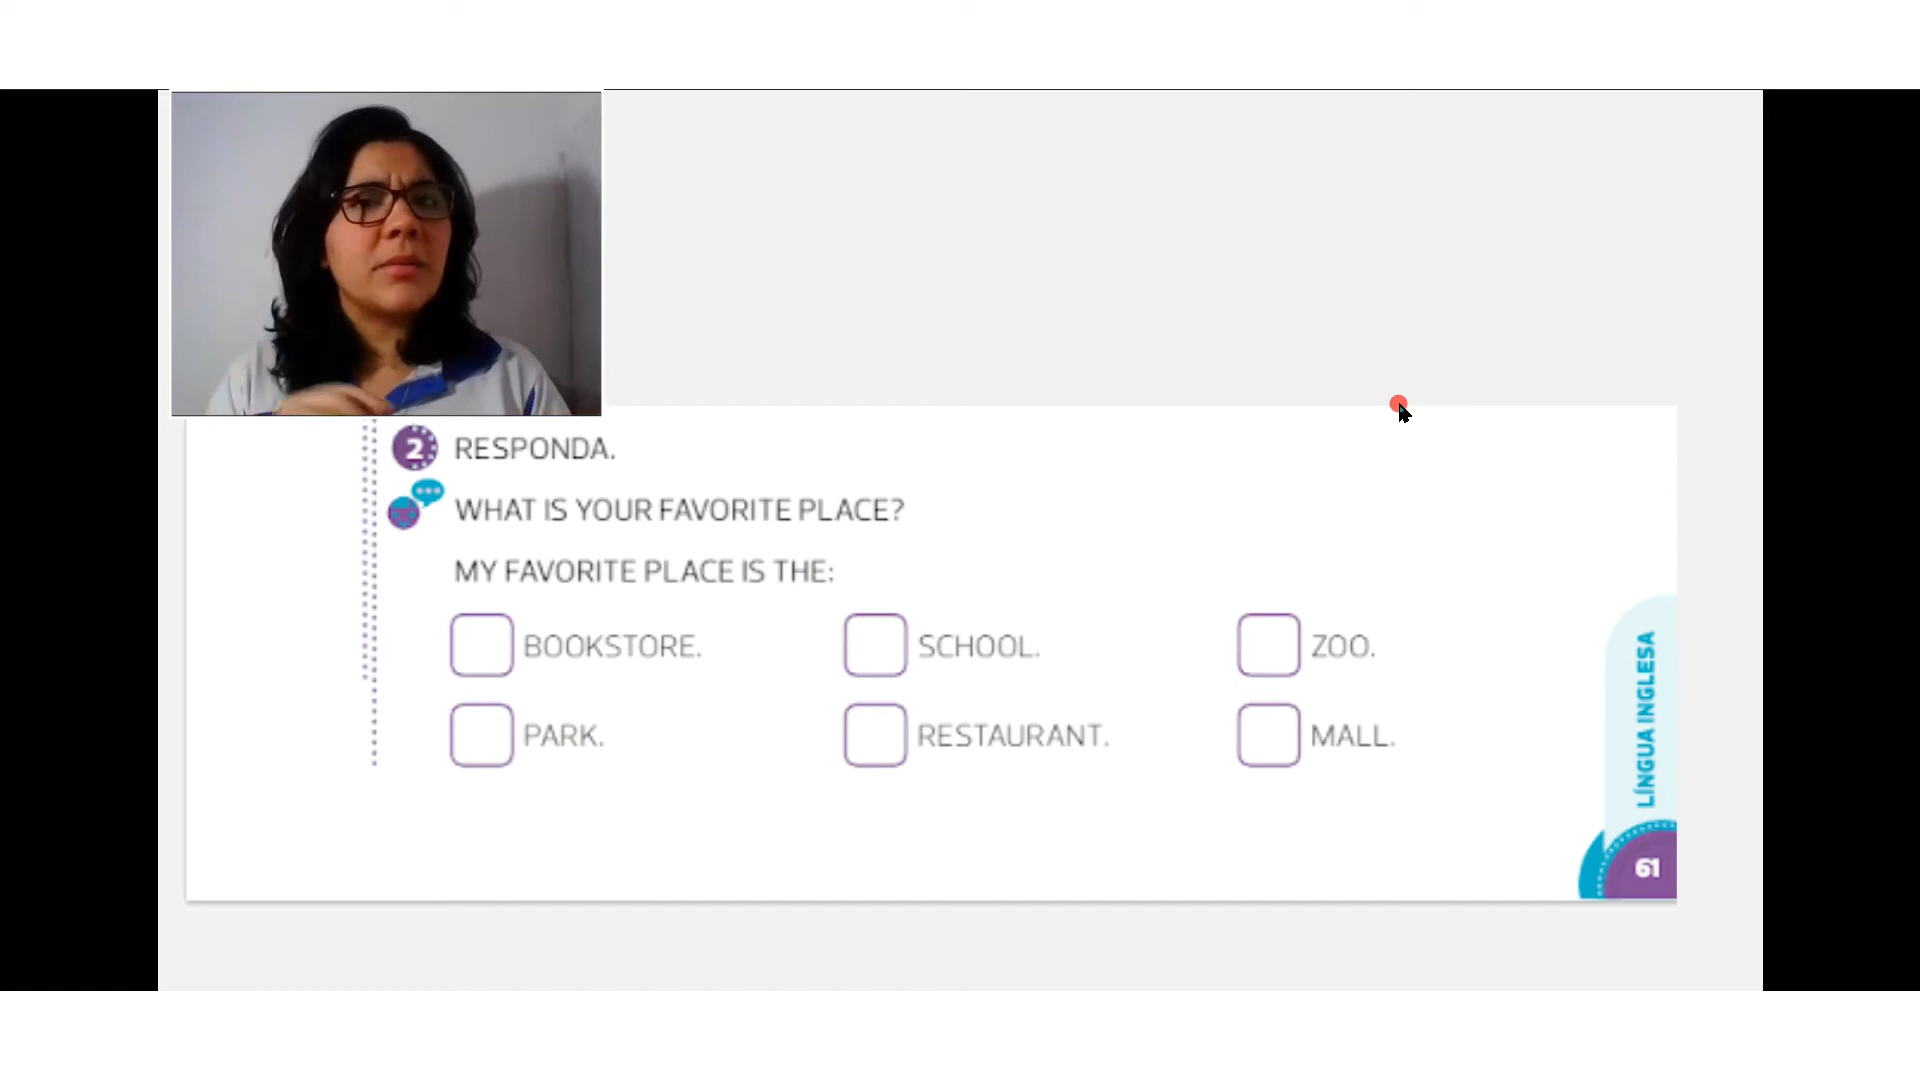 2 RESPONDA.
WHAT IS YOUR FAVORITE PLACE?
MY FAVORITE PLACE IS THE:
BOOKSTORE. SCHOOL. ZOO.
PARK. RESTAURANT. MALL.
LÍNGUA INGLESA
61